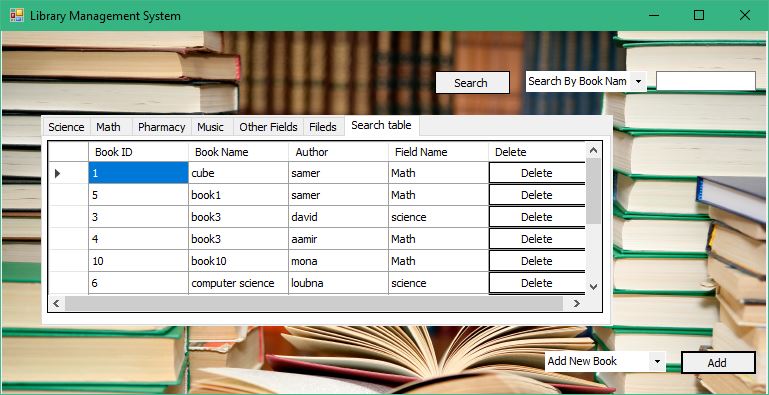 Library Management System
Search Search By Book Nam
Science Math Pharmacy Music Other Fields Fileds Search table
Book ID Book Name Author Field Name Delete
1 cube samer Math Delete
5 book1 samer Math Delete
3 book3 david science Delete
4 book3 aamir Math Delete
10 book10 mona Math Delete
6 computer science loubna science Delete
Add New Book Add